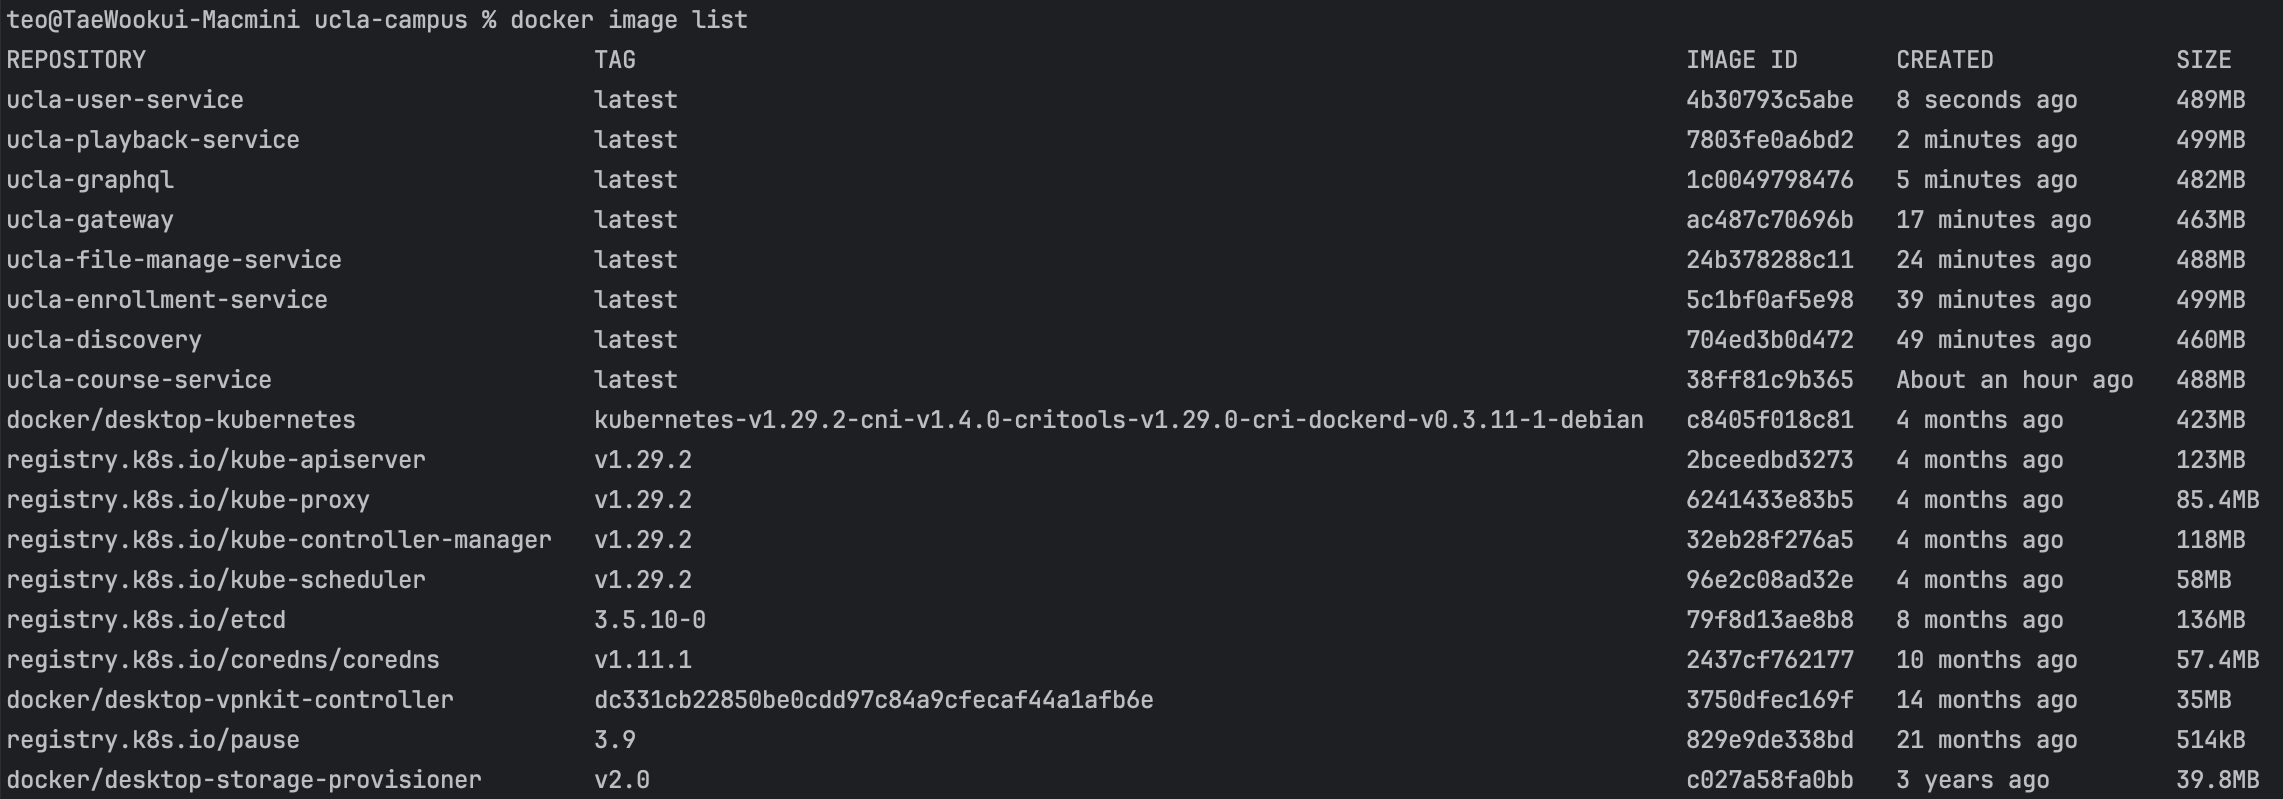 teo@TaeWookui-Macmini ucla-campus % docker image list
REPOSITORY TAG IMAGE ID CREATED SIZE
ucla-user-service latest 4b30793c5abe 8 seconds ago 489MB
ucla-playback-service latest 7803fe0a6bd2 2 minutes ago 499MB
ucla-graphql latest 1c0049798476 5 minutes ago 482MB
ucla-gateway latest ac487c70696b 17 minutes ago 463MB
ucla-file-manage-service latest 24b378288c11 24 minutes ago 488MB
ucla-enrollment-service latest 5c1bf0af5e98 39 minutes ago 499MB
ucla-discovery latest 704ed3b0d472 49 minutes ago 460MB
ucla-course-service latest 38ff81c9b365 About an hour ago 488MB
docker/desktop-kubernetes kubernetes-v1.29.2-cni-v1.4.0-critools-v1.29.0-cri-dockerd-v0.3.11-1-debian c8405f018c81 4 months ago 423MB
registry.k8s.io/kube-apiserver v1.29.2 2bceedbd3273 4 months ago 123MB
registry.k8s.io/kube-proxy v1.29.2 6241433e83b5 4 months ago 85.4MB
registry.k8s.io/kube-controller-manager v1.29.2 32eb28f276a5 4 months ago 118MB
registry.k8s.io/kube-scheduler v1.29.2 96e2c08ad32e 4 months ago 58MB
registry.k8s.io/etcd 3.5.10-0 79f8d13ae8b8 8 months ago 136MB
registry.k8s.io/coredns/coredns v1.11.1 2437cf762177 10 months ago 57.4MB
docker/desktop-vpnkit-controller dc331cb22850be0cdd97c84a9cfecaf44a1afb6e 3750dfec169f 14 months ago 35MB
registry.k8s.io/pause 3.9 829e9de338bd 21 months ago 514kB
docker/desktop-storage-provisioner v2.0 c027a58fa0bb 3 years ago 39.8MB